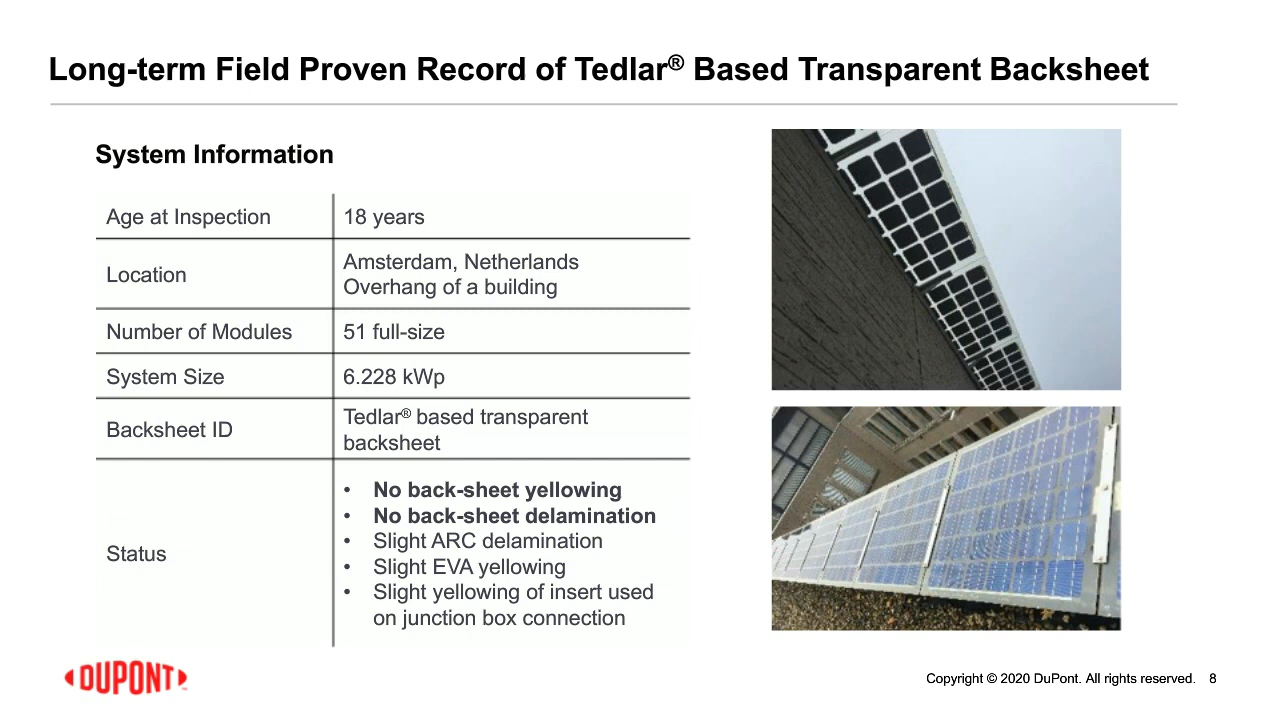 Long-term Field Proven Record of Tedlar® Based Transparent Backsheet
System Information
Age at Inspection
18 years
Location
Amsterdam, Netherlands
Overhang of a building
Number of Modules
51 full-size
System Size
6.228 kWp
Backsheet ID
Tedlar® based transparent
backsheet
Status
• No back-sheet yellowing
• No back-sheet delamination
• Slight ARC delamination
• Slight EVA yellowing
• Slight yellowing of insert used
on junction box connection
DUPONT™
Copyright © 2020 DuPont. All rights reserved. 8